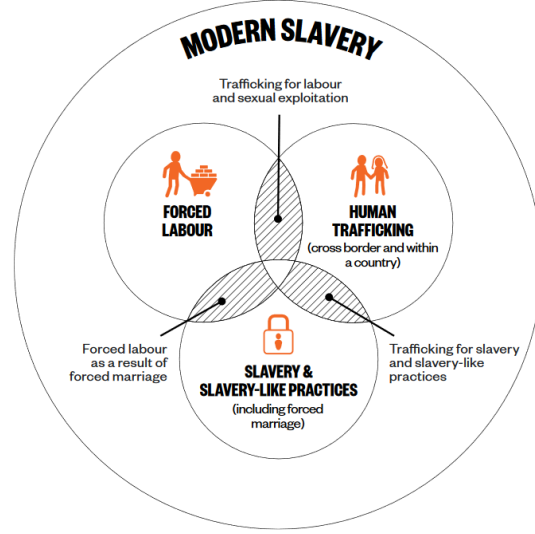 MODERN SLAVERY
Trafficking for labour
and sexual exploitation
FORCED
LABOUR
HUMAN
TRAFFICKING
(cross border and within
a country)
Forced labour
as a result of
forced marriage
SLAVERY &
SLAVERY-LIKE PRACTICES
(including forced
marriage)
Trafficking for slavery
and slavery-like
practices